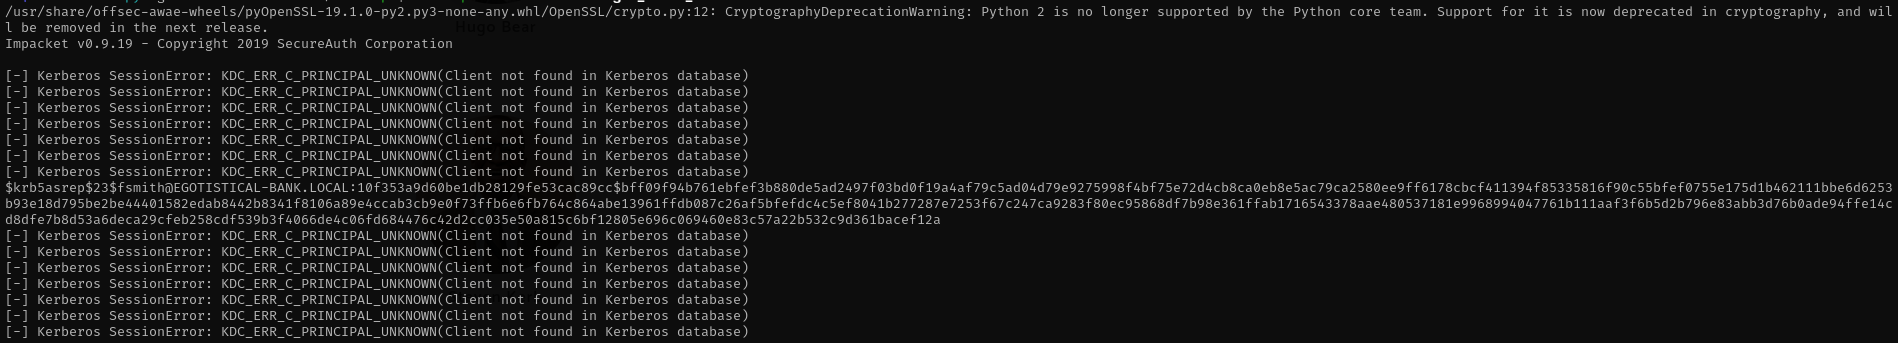 /usr/share/offsec-awae-wheels/pyOpenSSL-19.1.0-py2.py3-none-any.whl/OpenSSL/crypto.py:12: CryptographyDeprecationWarning: Python 2 is no longer supported by the Python core team. Support for it is now deprecated in cryptography, and wil
l be removed in the next release.
Hugo Bear
Impacket v0.9.19 - Copyright 2019 SecureAuth Corporation
[-] Kerberos SessionError: KDC_ERR_C_PRINCIPAL_UNKNOWN(Client not found in Kerberos database)
[-] Kerberos SessionError: KDC_ERR_C_PRINCIPAL_UNKNOWN(Client not found in Kerberos database)
[-] Kerberos SessionError: KDC_ERR_C_PRINCIPAL_UNKNOWN(Client not found in Kerberos database)
[-] Kerberos SessionError: KDC_ERR_C_PRINCIPAL_UNKNOWN(Client not found in Kerberos database)
[-] Kerberos SessionError: KDC_ERR_C_PRINCIPAL_UNKNOWN(Client not found in Kerberos database)
[-] Kerberos SessionError: KDC_ERR_C_PRINCIPAL_UNKNOWN(Client not found in Kerberos database)
[-] Kerberos SessionError: KDC_ERR_C_PRINCIPAL_UNKNOWN(Client not found in Kerberos database)
$krb5asrep$23$fsmith@EGOTISTICAL-BANK.LOCAL:10f353a9d60be1db28129fe53cac89cc$bff09f94b761ebfef3b880de5ad2497f03bd0f19a4af79c5ad04d79e9275998f4bf75e72d4cb8ca0eb8e5ac79ca2580ee9ff6178cbcf411394f85335816f90c55bfef0755e175d1b462111bbe6d6253
b93e18d795be2be44401582edab8442b8341f8106a89e4ccab3cb9e0f73ffb6e6fb764c864abe13961ffdb087c26af5bfefdc4c5ef8041b277287e7253f67c247ca9283f80ec95868df7b98e361ffab1716543378aae480537181e9968994047761b111aaf3f6b5d2b796e83abb3d76b0ade94ffe14c
d8dfe7b8d53a6deca29cfeb258cdf539b3f4066de4c06fd684476c42d2cc035e50a815c6bf12805e696c069460e83c57a22b532c9d361bacef12a
[-] Kerberos SessionError: KDC_ERR_C_PRINCIPAL_UNKNOWN(Client not found in Kerberos database)
[-] Kerberos SessionError: KDC_ERR_C_PRINCIPAL_UNKNOWN(Client not found in Kerberos database)
[-] Kerberos SessionError: KDC_ERR_C_PRINCIPAL_UNKNOWN(Client not found in Kerberos database)
[-] Kerberos SessionError: KDC_ERR_C_PRINCIPAL_UNKNOWN(Client not found in Kerberos database)
[-] Kerberos SessionError: KDC_ERR_C_PRINCIPAL_UNKNOWN(Client not found in Kerberos database)
[-] Kerberos SessionError: KDC_ERR_C_PRINCIPAL_UNKNOWN(Client not found in Kerberos database)
[-] Kerberos SessionError: KDC_ERR_C_PRINCIPAL_UNKNOWN(Client not found in Kerberos database)